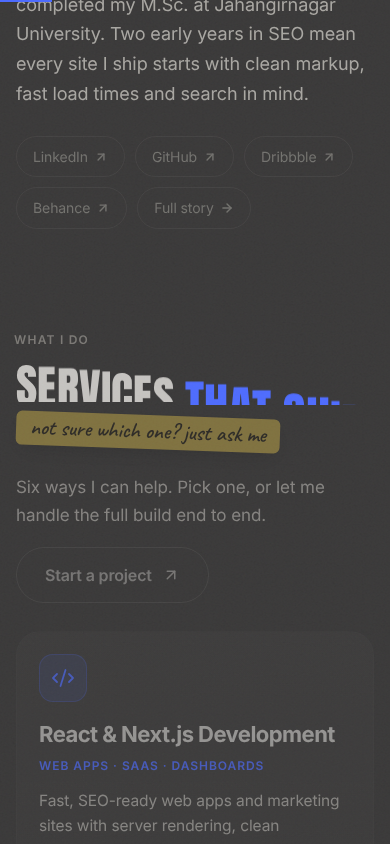 completed my M.Sc. at Jahangirnagar
University. Two early years in SEO mean
every site I ship starts with clean markup,
fast load times and search in mind.
LinkedIn ↗ GitHub ↗ Dribbble ↗
Behance ↗ Full story →
WHAT I DO
SERVICES THAT
not sure which one? just ask me
Six ways I can help. Pick one, or let me
handle the full build end to end.
Start a project ↗
</>
React & Next.js Development
WEB APPS · SAAS · DASHBOARDS
Fast, SEO-ready web apps and marketing
sites with server rendering, clean